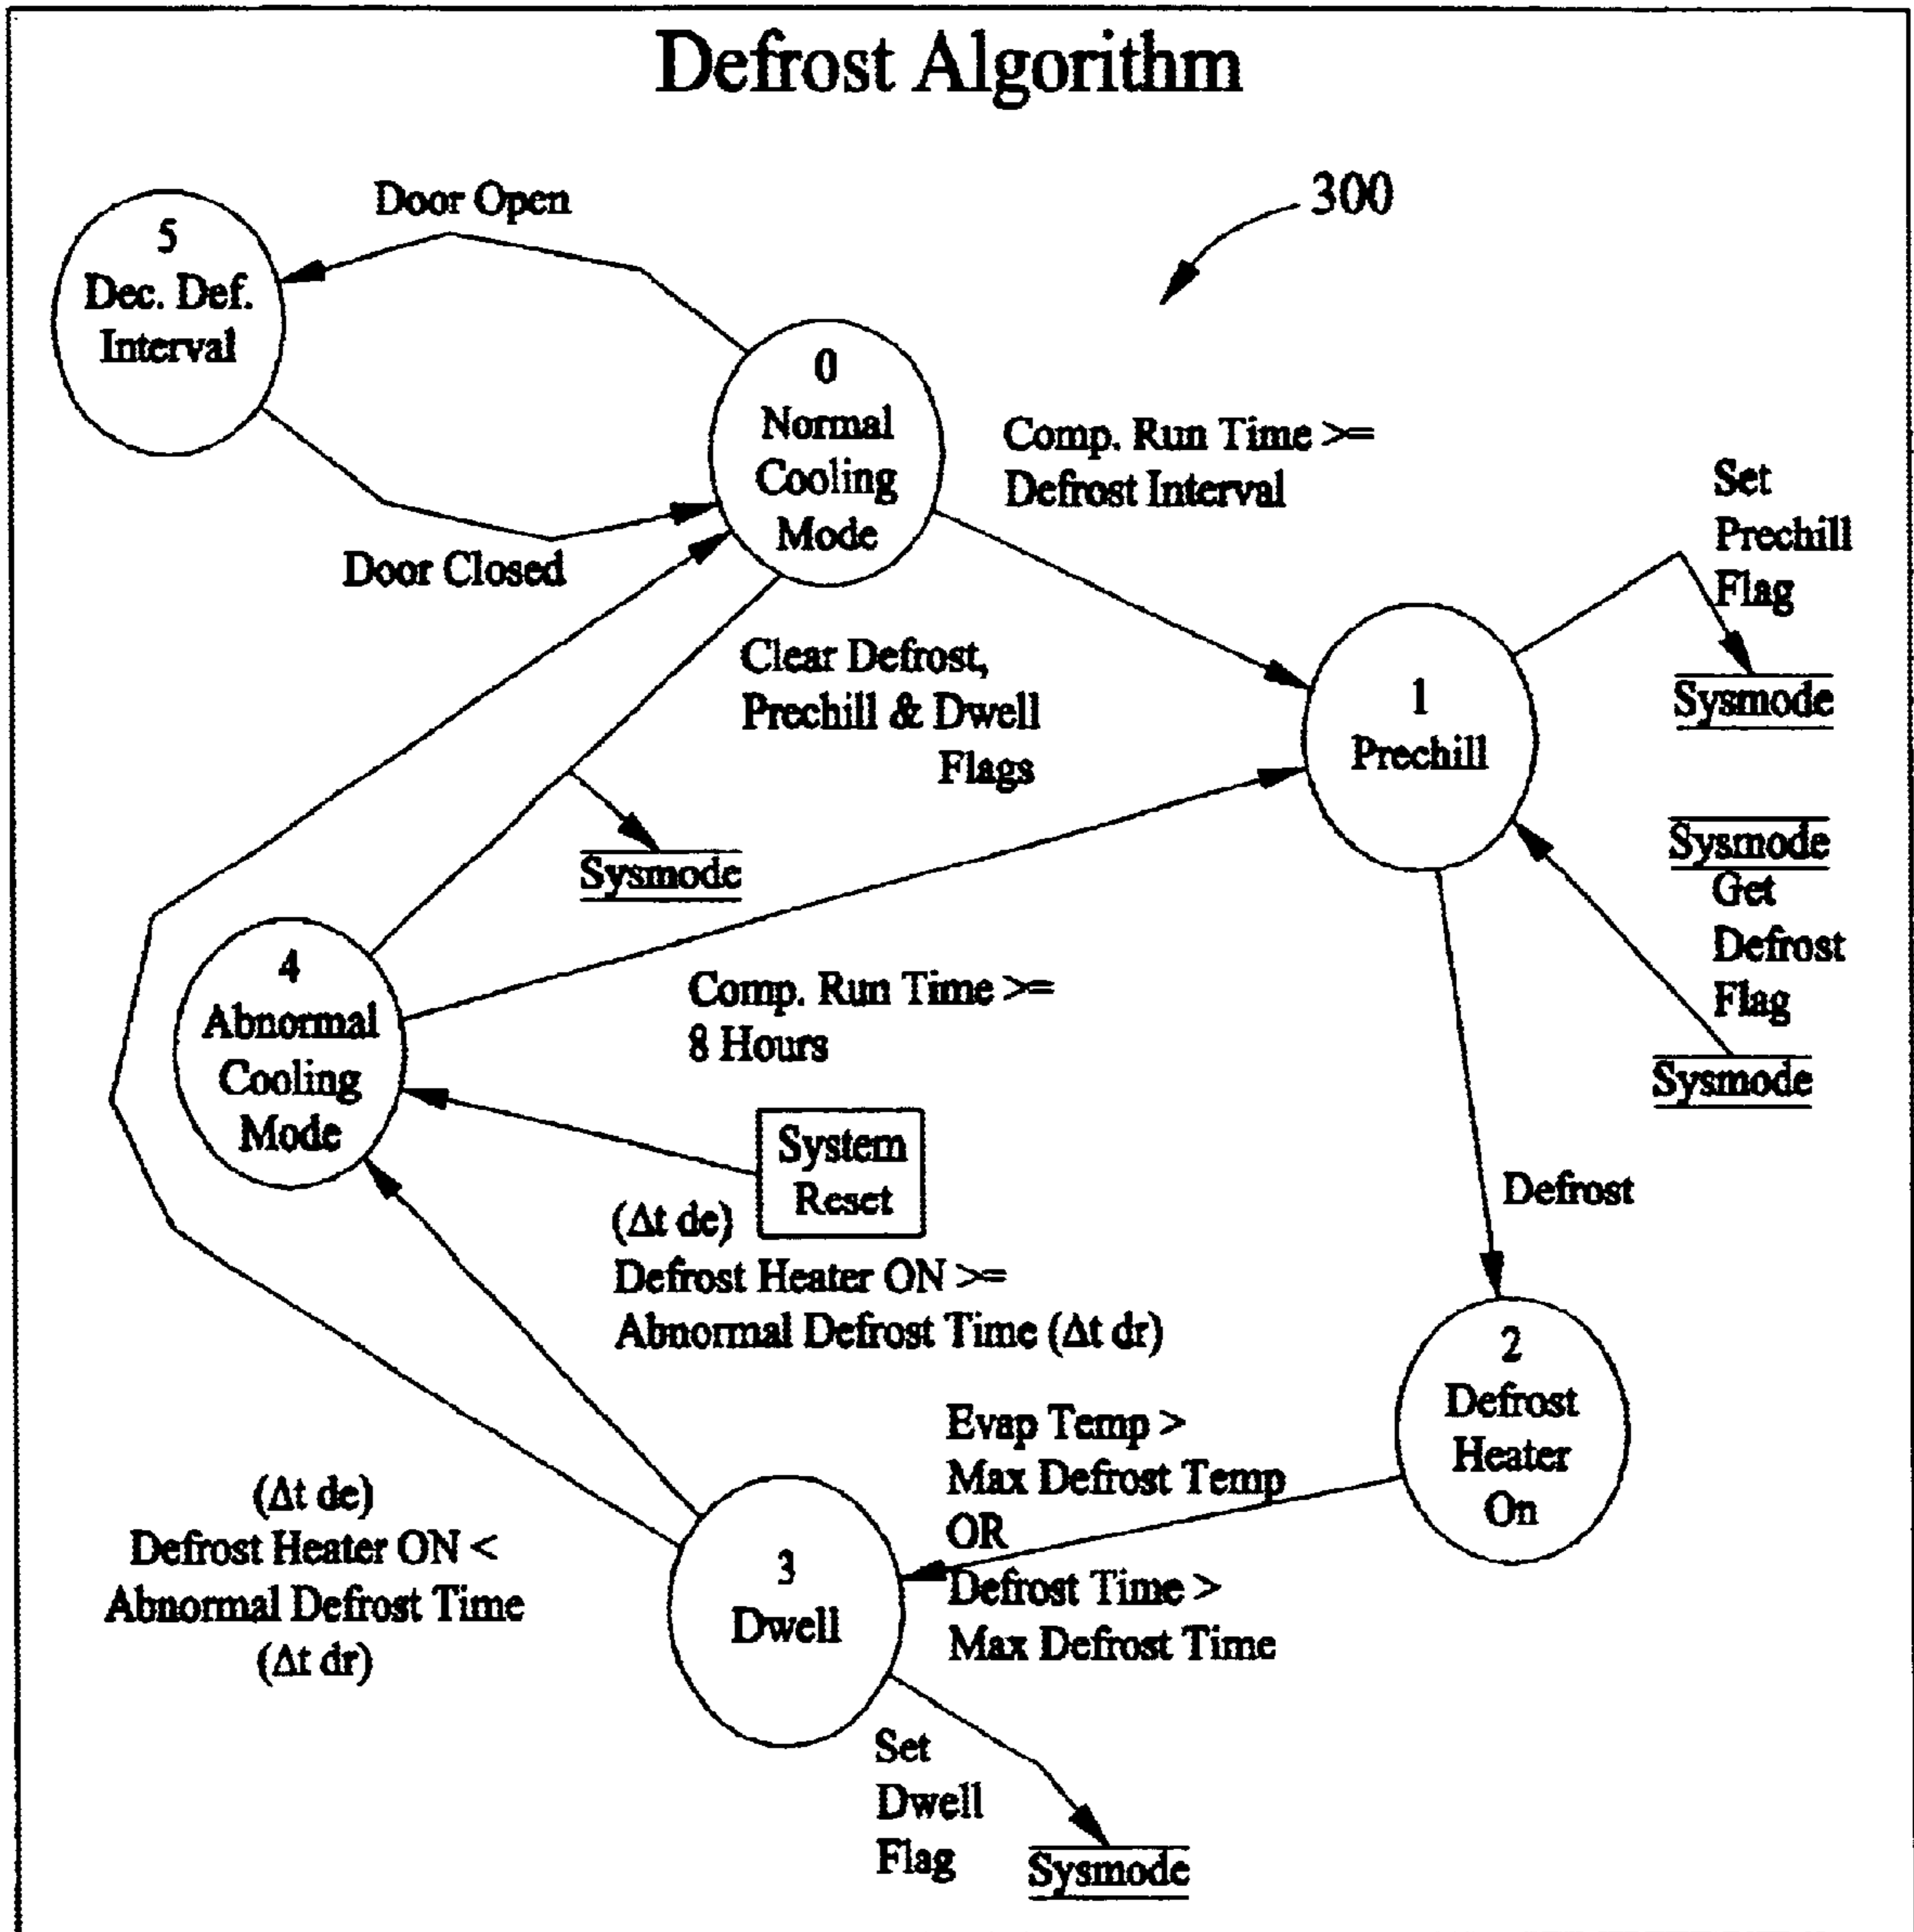 Defrost Algorithm
300
Door Open
5
Dec. Def.
Interval
Door Closed
0
Normal
Cooling
Mode
Comp. Run Time >=
Defrost Interval
Set
Prechill
Flag
Sysmode
Clear Defrost,
Prechill & Dwell
Flags
Sysmode
1
Prechill
Sysmode
Get
Defrost
Flag
Sysmode
4
Abnormal
Cooling
Mode
Comp. Run Time >=
8 Hours
System
Reset
Defrost
(Δt de)
Defrost Heater ON >=
Abnormal Defrost Time (Δt dr)
2
Defrost
Heater
On
Evap Temp >
Max Defrost Temp
OR
Defrost Time >
Max Defrost Time
(Δt de)
Defrost Heater ON <
Abnormal Defrost Time
(Δt dr)
3
Dwell
Set
Dwell
Flag
Sysmode